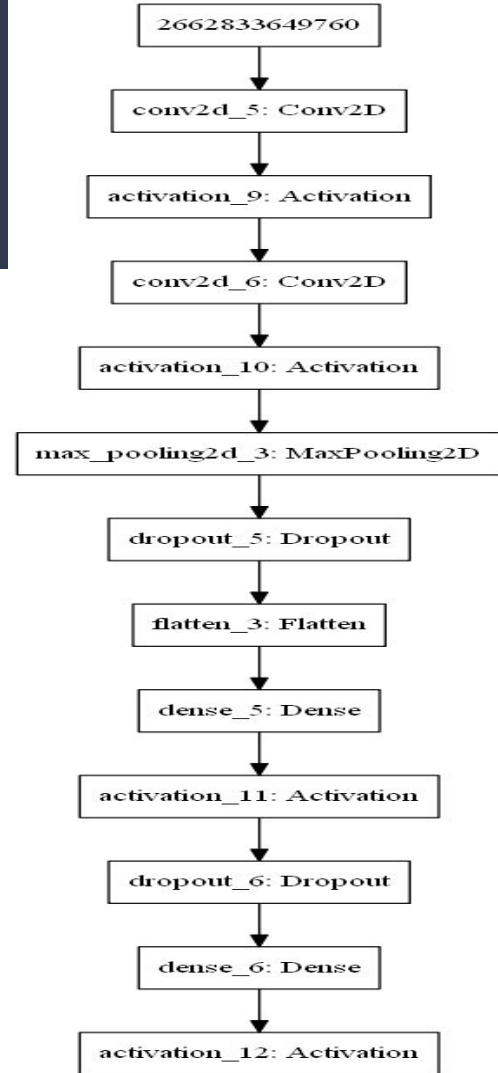 2662833649760
conv2d_5: Conv2D
activation_9: Activation
conv2d_6: Conv2D
activation_10: Activation
max_pooling2d_3: MaxPooling2D
dropout_5: Dropout
flatten_3: Flatten
dense_5: Dense
activation_11: Activation
dropout_6: Dropout
dense_6: Dense
activation_12: Activation